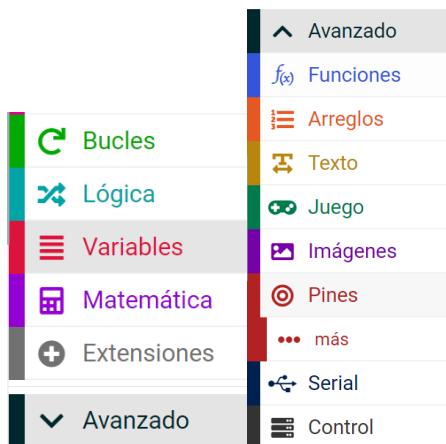 Bucles
Lógica
Variables
Matemática
Extensiones
Avanzado
Avanzado
f(x) Funciones
Arreglos
Texto
Juego
Imágenes
Pines
más
Serial
Control